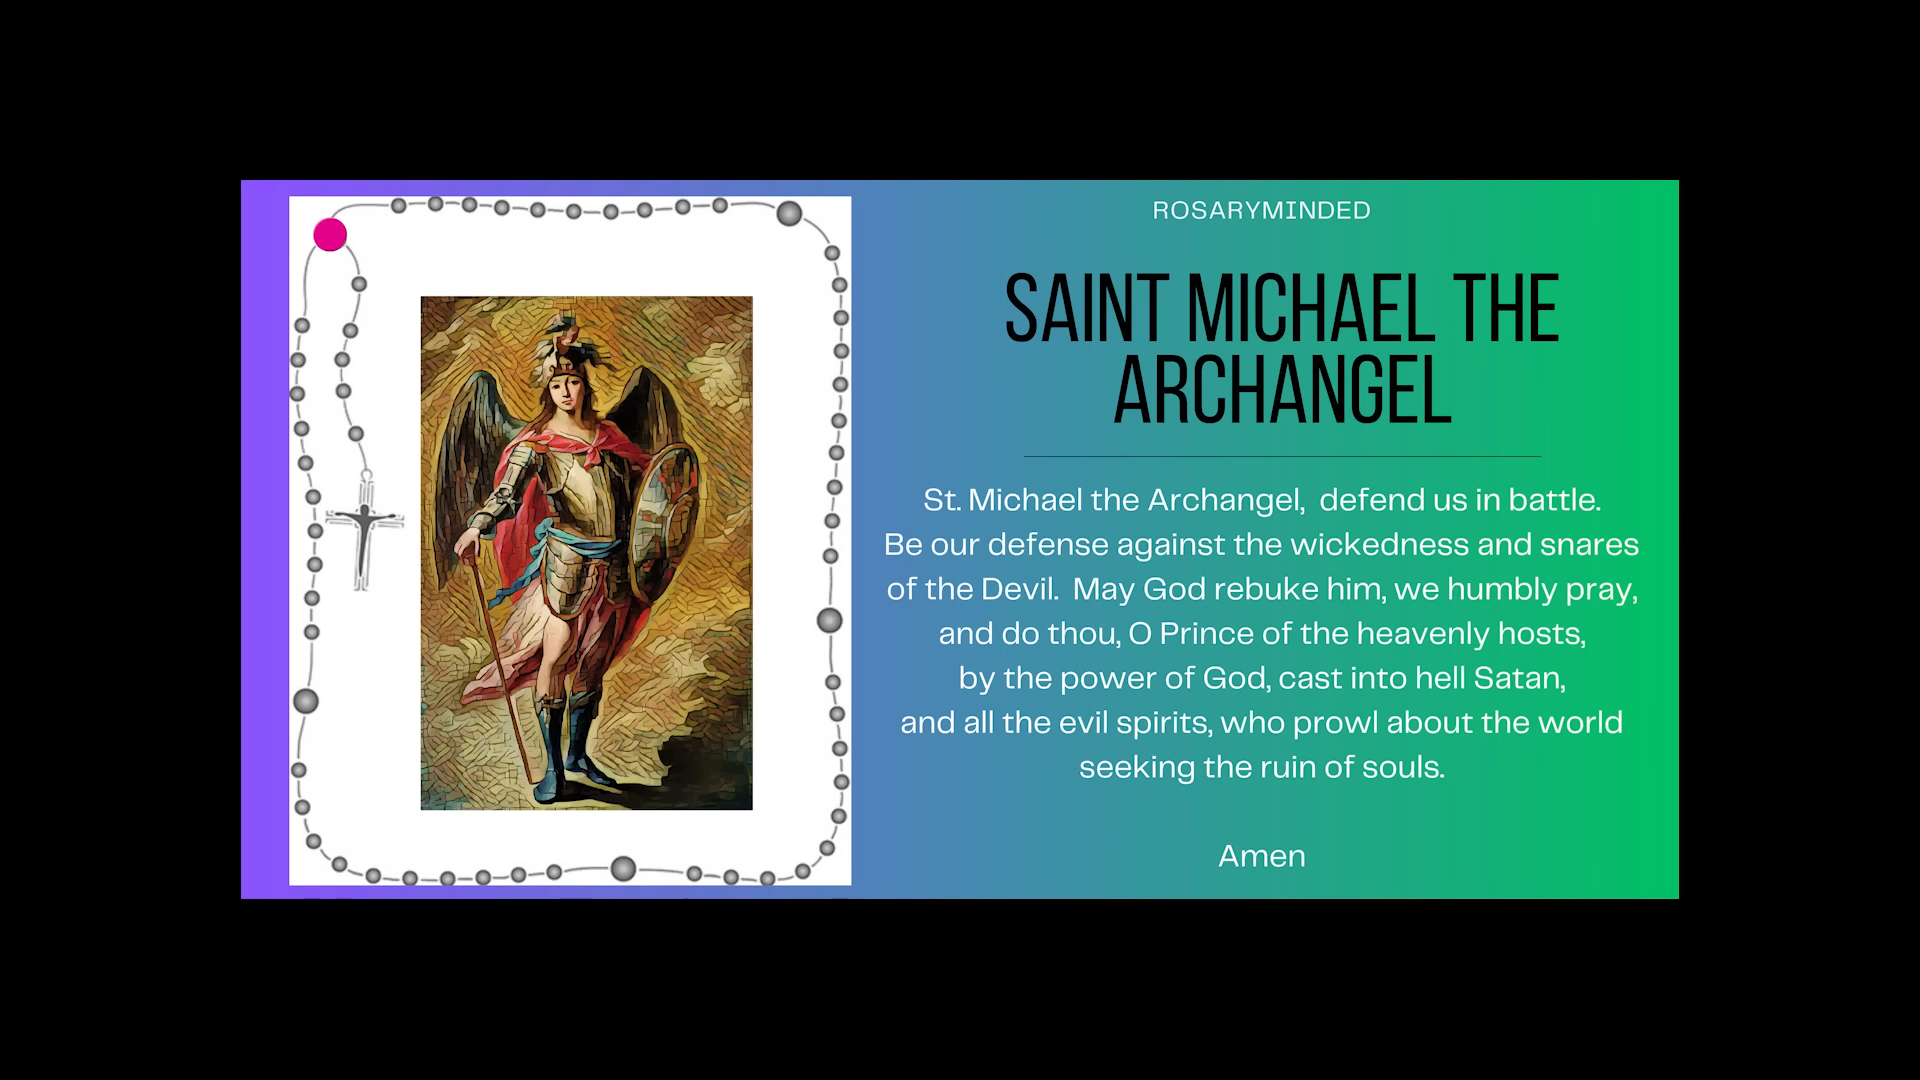 ROSARYMINDED
SAINT MICHAEL THE
ARCHANGEL
St. Michael the Archangel,  defend us in battle.
Be our defense against the wickedness and snares
of the Devil.  May God rebuke him, we humbly pray,
and do thou, O Prince of the heavenly hosts,
by the power of God, cast into hell Satan,
and all the evil spirits, who prowl about the world
seeking the ruin of souls.
Amen